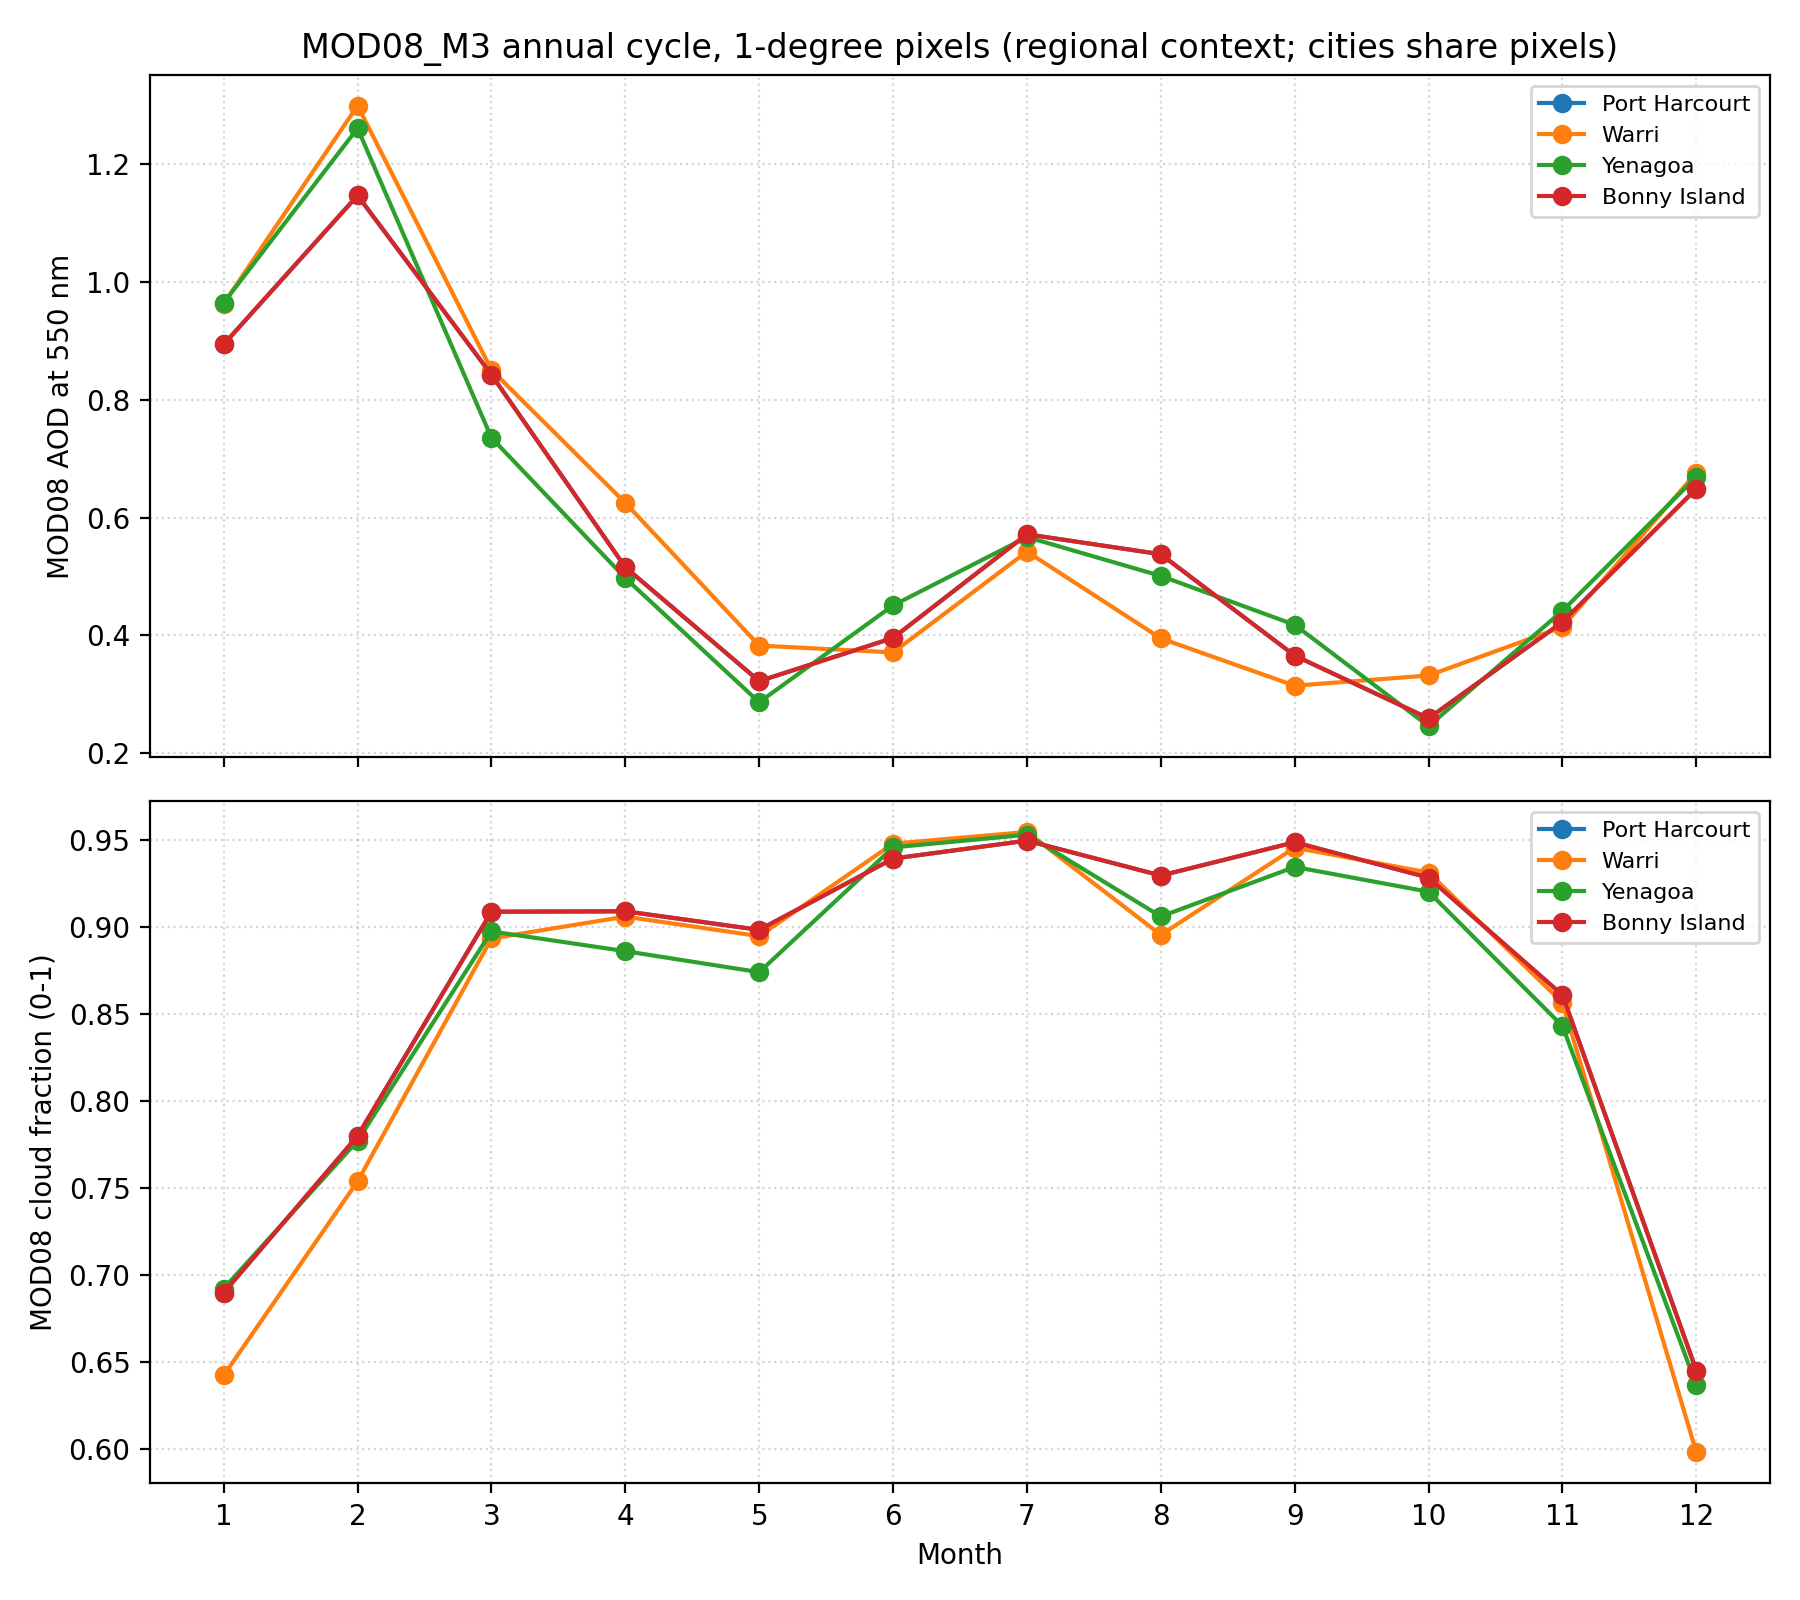 MOD08_M3 annual cycle, 1-degree pixels (regional context; cities share pixels)
MOD08 AOD at 550 nm
1.2
1.0
0.8
0.6
0.4
0.2
Port Harcourt
Warri
Yenagoa
Bonny Island
MOD08 cloud fraction (0-1)
0.95
0.90
0.85
0.80
0.75
0.70
0.65
0.60
Port Harcourt
Warri
Yenagoa
Bonny Island
1 2 3 4 5 6 7 8 9 10 11 12
Month